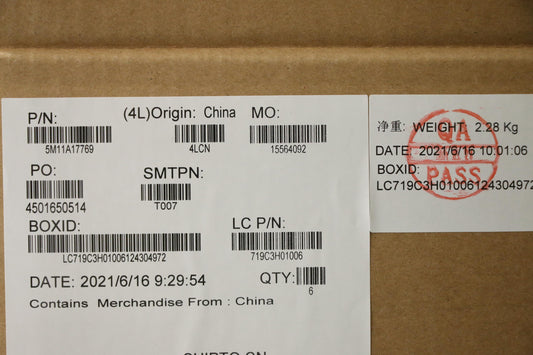 P/N:
(4L)Origin: China
MO:
5M11A17769
4LCN
15564092
PO:
SMTPN:
4501650514
T007
BOXID:
LC P/N:
LC719C3H01006124304972
719C3H01006
DATE: 2021/6/16 9:29:54
QTY:
6
Contains Merchandise From : China
净重: WEIGHT: 2.28 Kg
DATE: 2021/6/16 10:01:06
BOXID:
LC719C3H01006124304972
QA
PASS